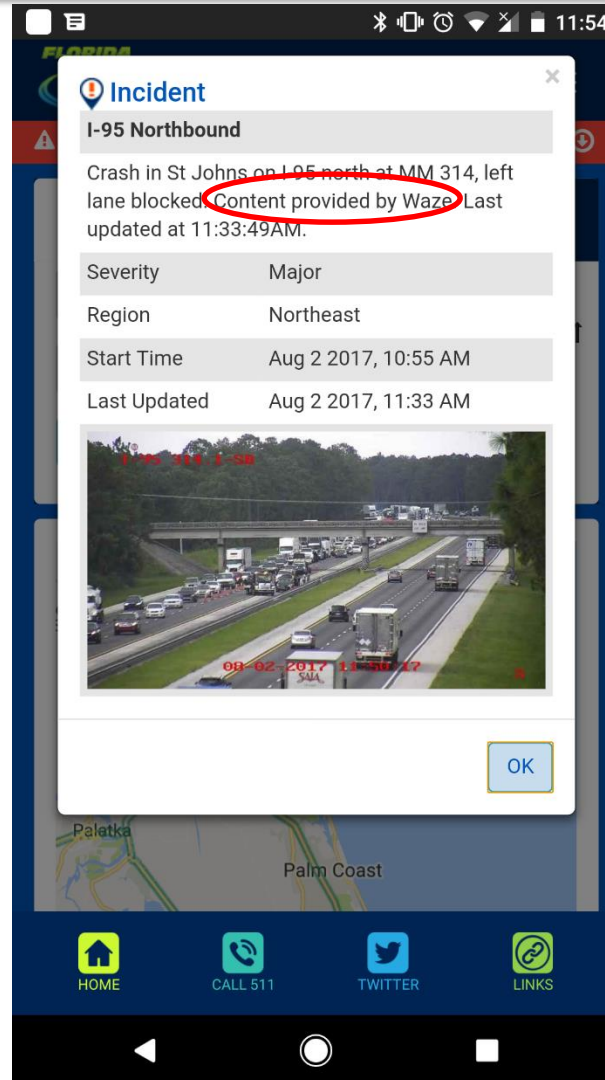 11:54
FLORIDA
Incident
×
I-95 Northbound
Crash in St Johns on I-95 north at MM 314, left
lane blocked. Content provided by Waze. Last
updated at 11:33:49AM.
Severity Major
Region Northeast
Start Time Aug 2 2017, 10:55 AM
Last Updated Aug 2 2017, 11:33 AM
I-95 314.1-SB
08-02-2017
SAIA
OK
Palatka
Palm Coast
HOME CALL 511 TWITTER LINKS